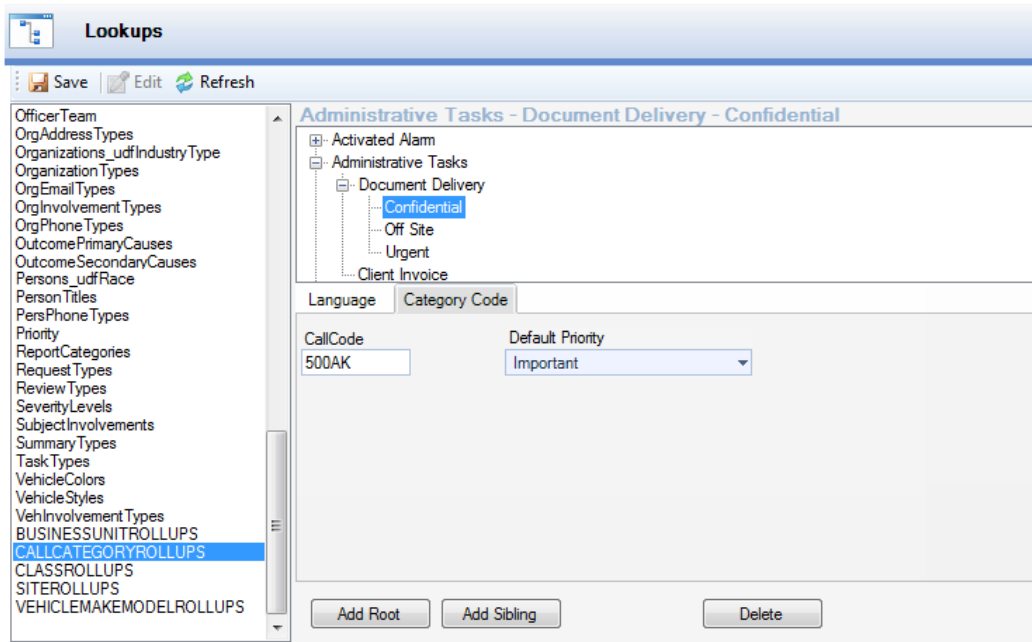 Lookups
Save Edit Refresh
OfficerTeam
OrgAddressTypes
Organizations_udfIndustryType
OrganizationTypes
OrgEmailTypes
OrgInvolvementTypes
OrgPhoneTypes
OutcomePrimaryCauses
OutcomeSecondaryCauses
Persons_udfRace
PersonTitles
PersPhoneTypes
Priority
ReportCategories
RequestTypes
ReviewTypes
SeverityLevels
SubjectInvolvements
SummaryTypes
TaskTypes
VehicleColors
VehicleStyles
VehInvolvementTypes
BUSINESSUNITROLLUPS
CALLCATEGORYROLLUPS
CLASSROLLUPS
SITEROLLUPS
VEHICLEMAKEMODELROLLUPS
Administrative Tasks - Document Delivery - Confidential
Activated Alarm
Administrative Tasks
Document Delivery
Confidential
Off Site
Urgent
Client Invoice
Language Category Code
CallCode Default Priority
500AK Important
Add Root Add Sibling Delete